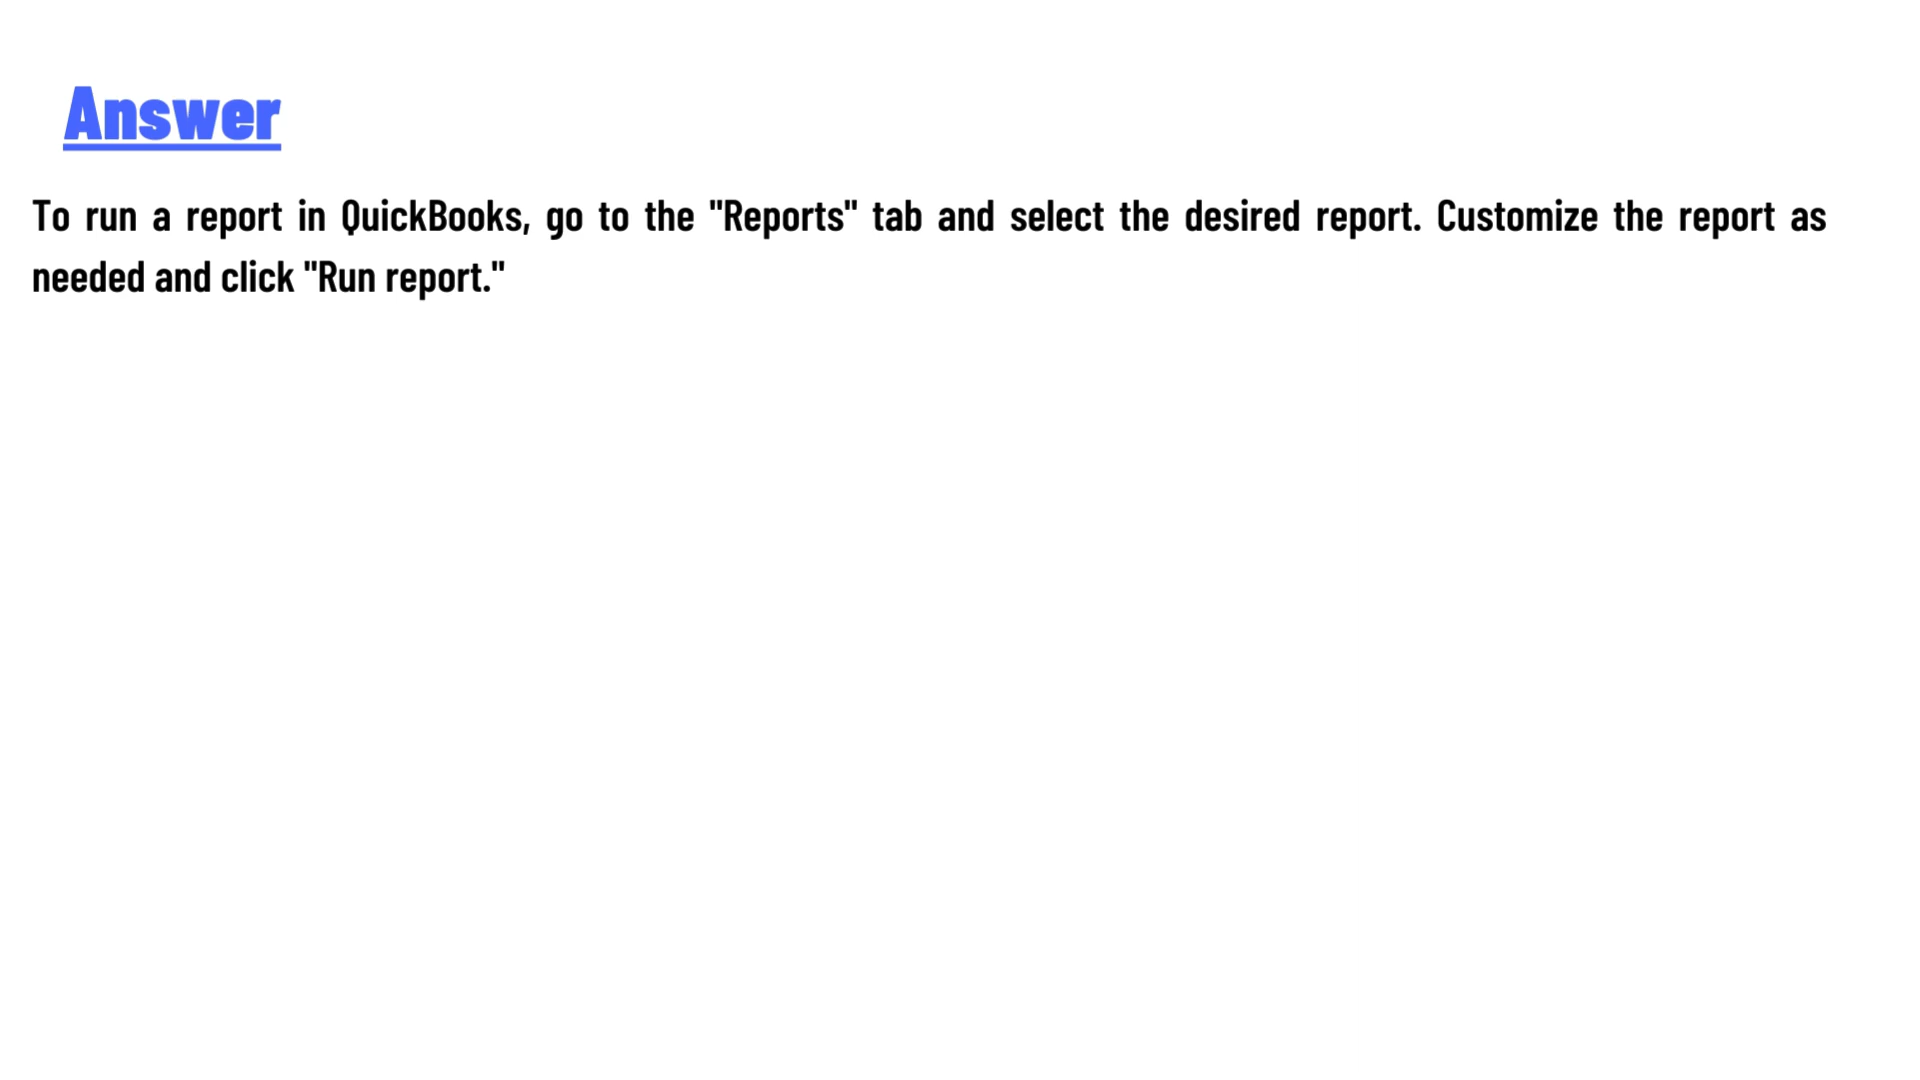 Answer
To run a report in QuickBooks, go to the "Reports" tab and select the desired report. Customize the report as
needed and click "Run report."